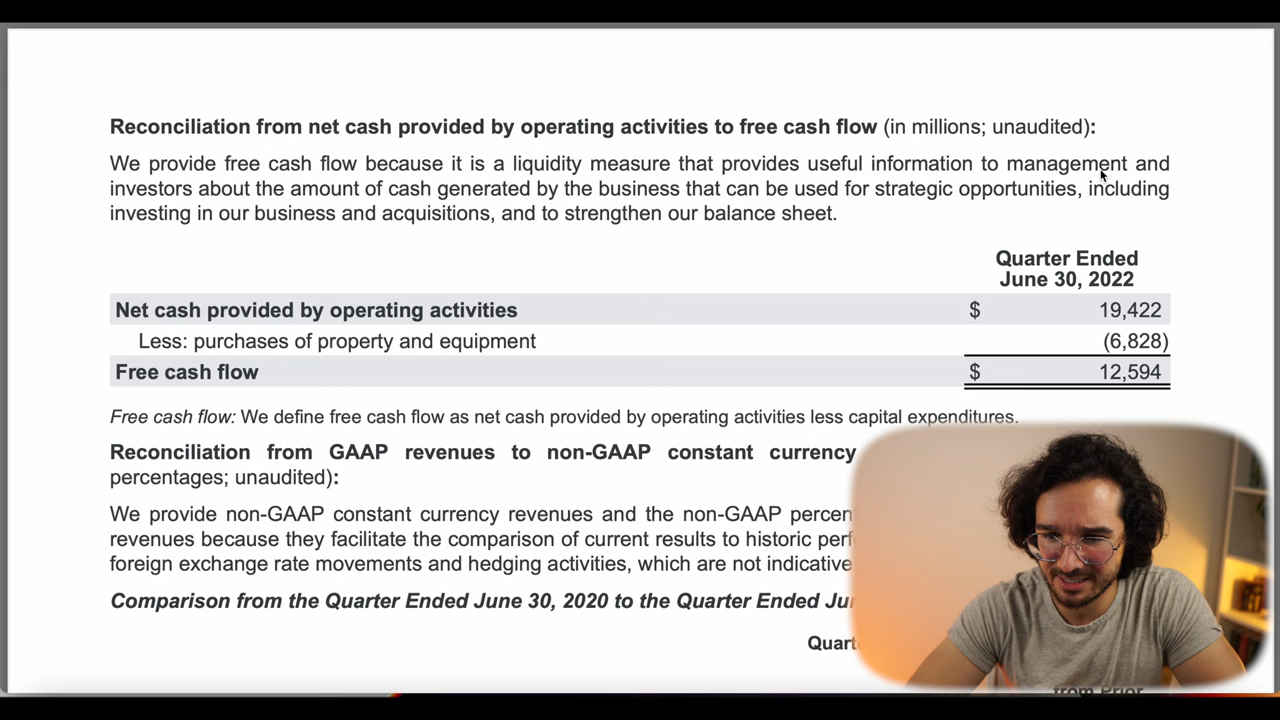 Reconciliation from net cash provided by operating activities to free cash flow (in millions; unaudited):
We provide free cash flow because it is a liquidity measure that provides useful information to management and
investors about the amount of cash generated by the business that can be used for strategic opportunities, including
investing in our business and acquisitions, and to strengthen our balance sheet.
Quarter Ended
June 30, 2022
Net cash provided by operating activities $ 19,422
Less: purchases of property and equipment (6,828)
Free cash flow $ 12,594
Free cash flow: We define free cash flow as net cash provided by operating activities less capital expenditures.
Reconciliation from GAAP revenues to non-GAAP constant currency
percentages; unaudited):
We provide non-GAAP constant currency revenues and the non-GAAP
revenues because they facilitate the comparison of current results to historic
foreign exchange rate movements and hedging activities, which are not indicative
Comparison from the Quarter Ended June 30, 2020 to the Quarter Ended
from Prior